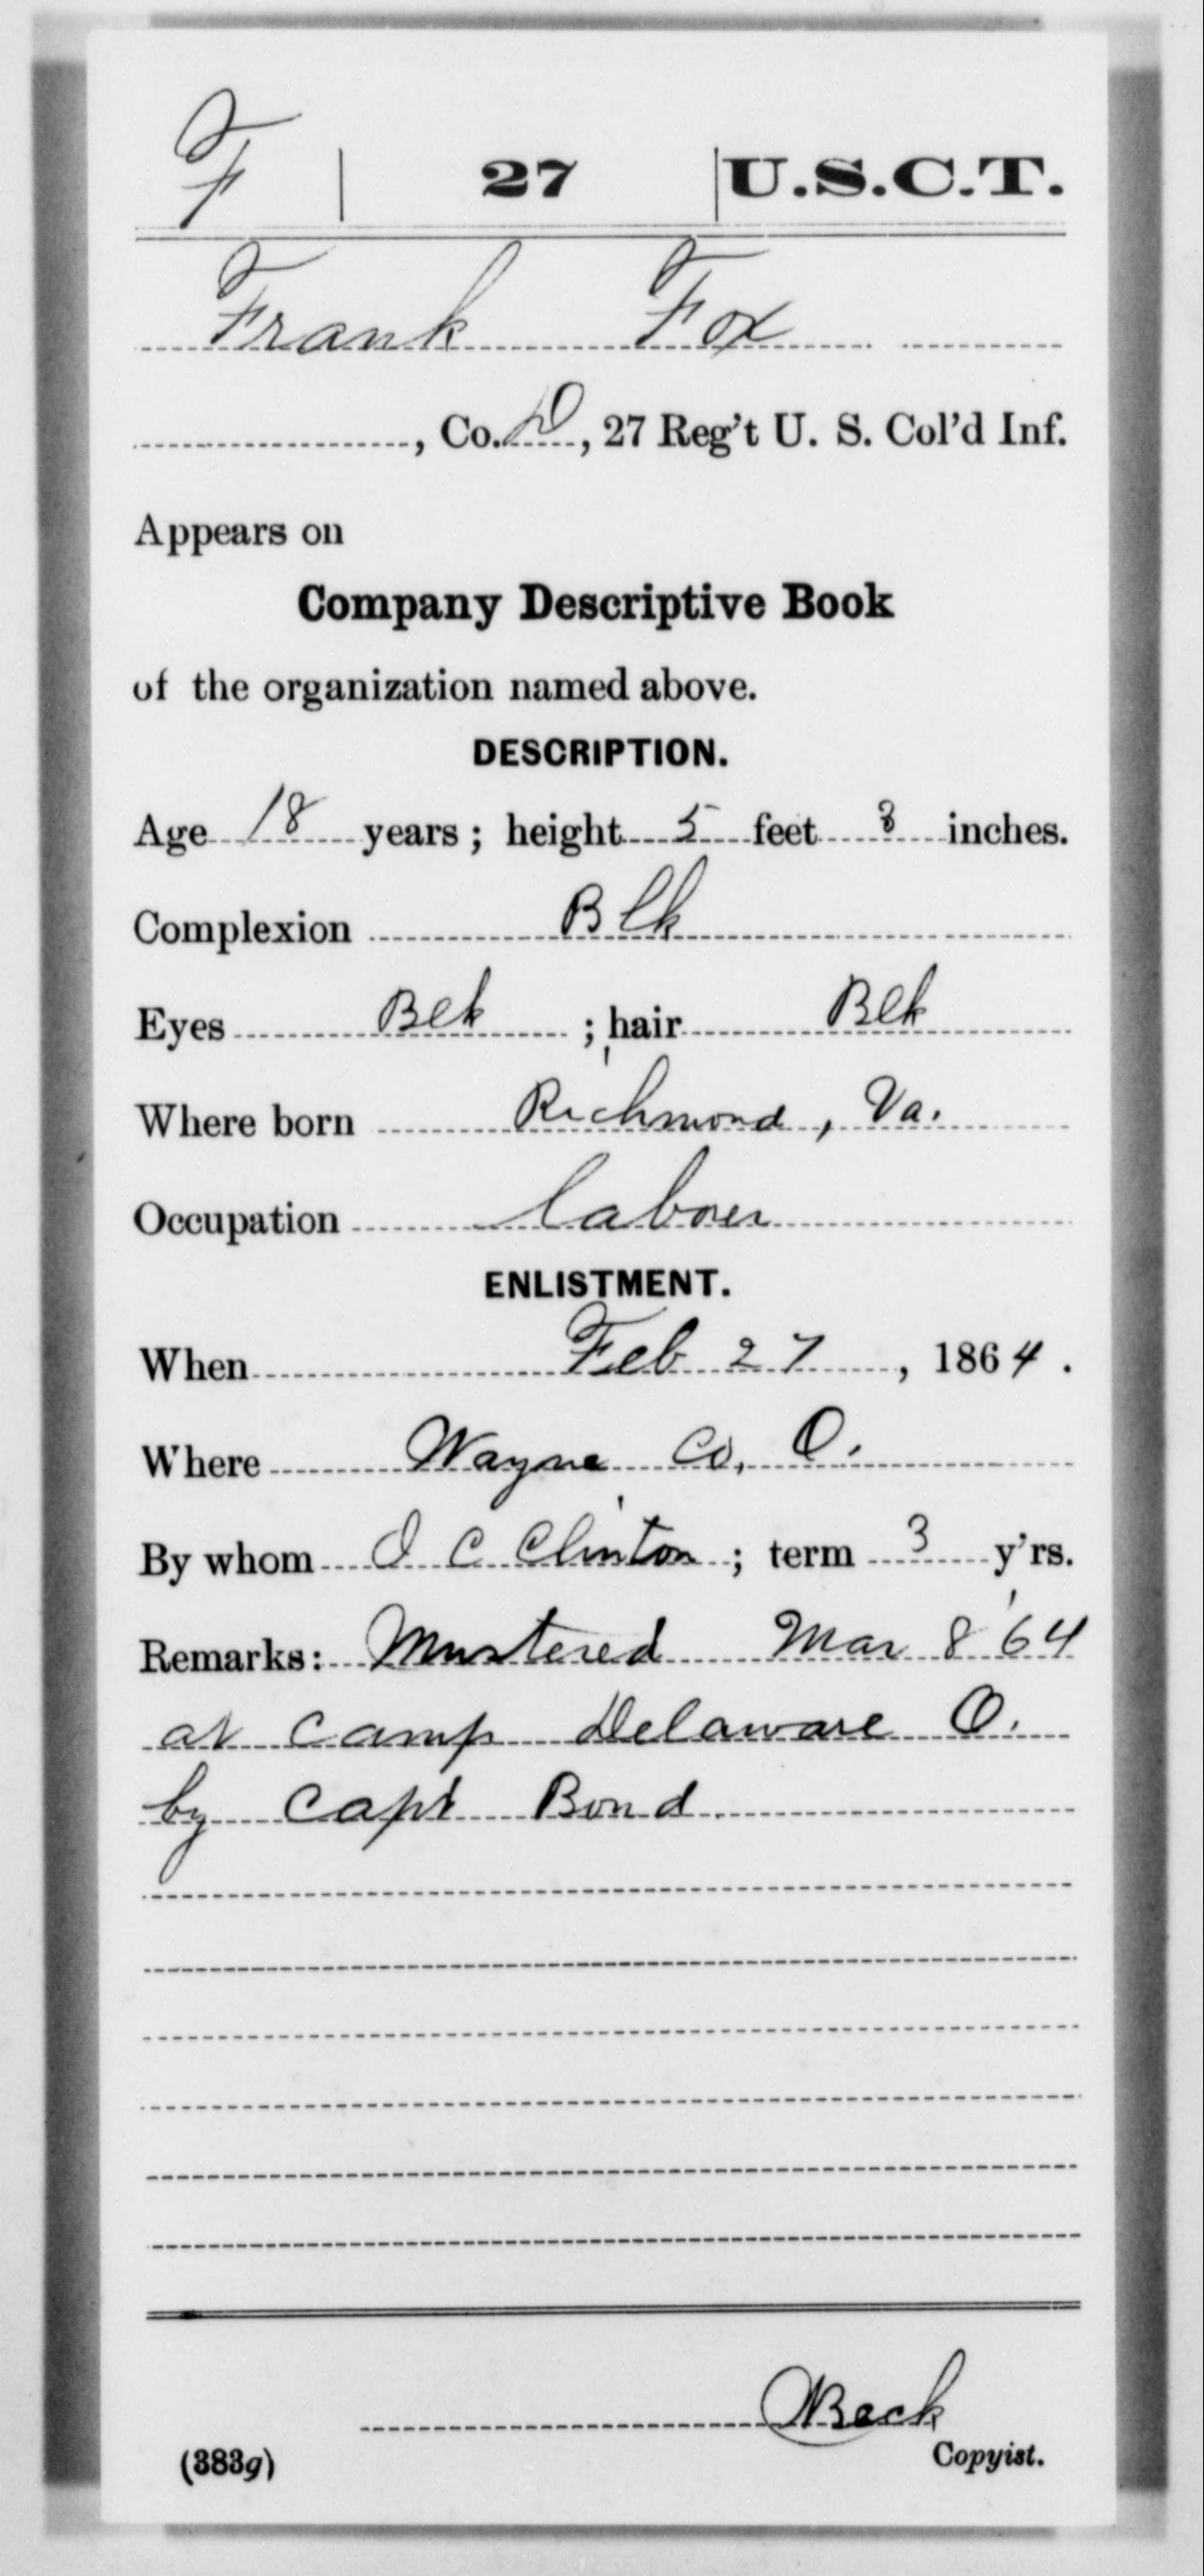 F | 27 | U.S.C.T.
Frank Fox
, Co. D, 27 Reg't U. S. Col'd Inf.
Appears on
Company Descriptive Book
of the organization named above.
DESCRIPTION.
Age 18 years; height 5 feet inches.
Complexion Blk
Eyes Blk ; hair Blk
Where born Richmond, Va.
Occupation laborer
ENLISTMENT.
When Feb 27, 1864.
Where Wayne Co, O.
By whom C Clinton; term 3 y'rs.
Remarks: Mustered Mar 8 '64
at Camp Delaware O.
by Capt Bond
Beck
(383g) Copyist.